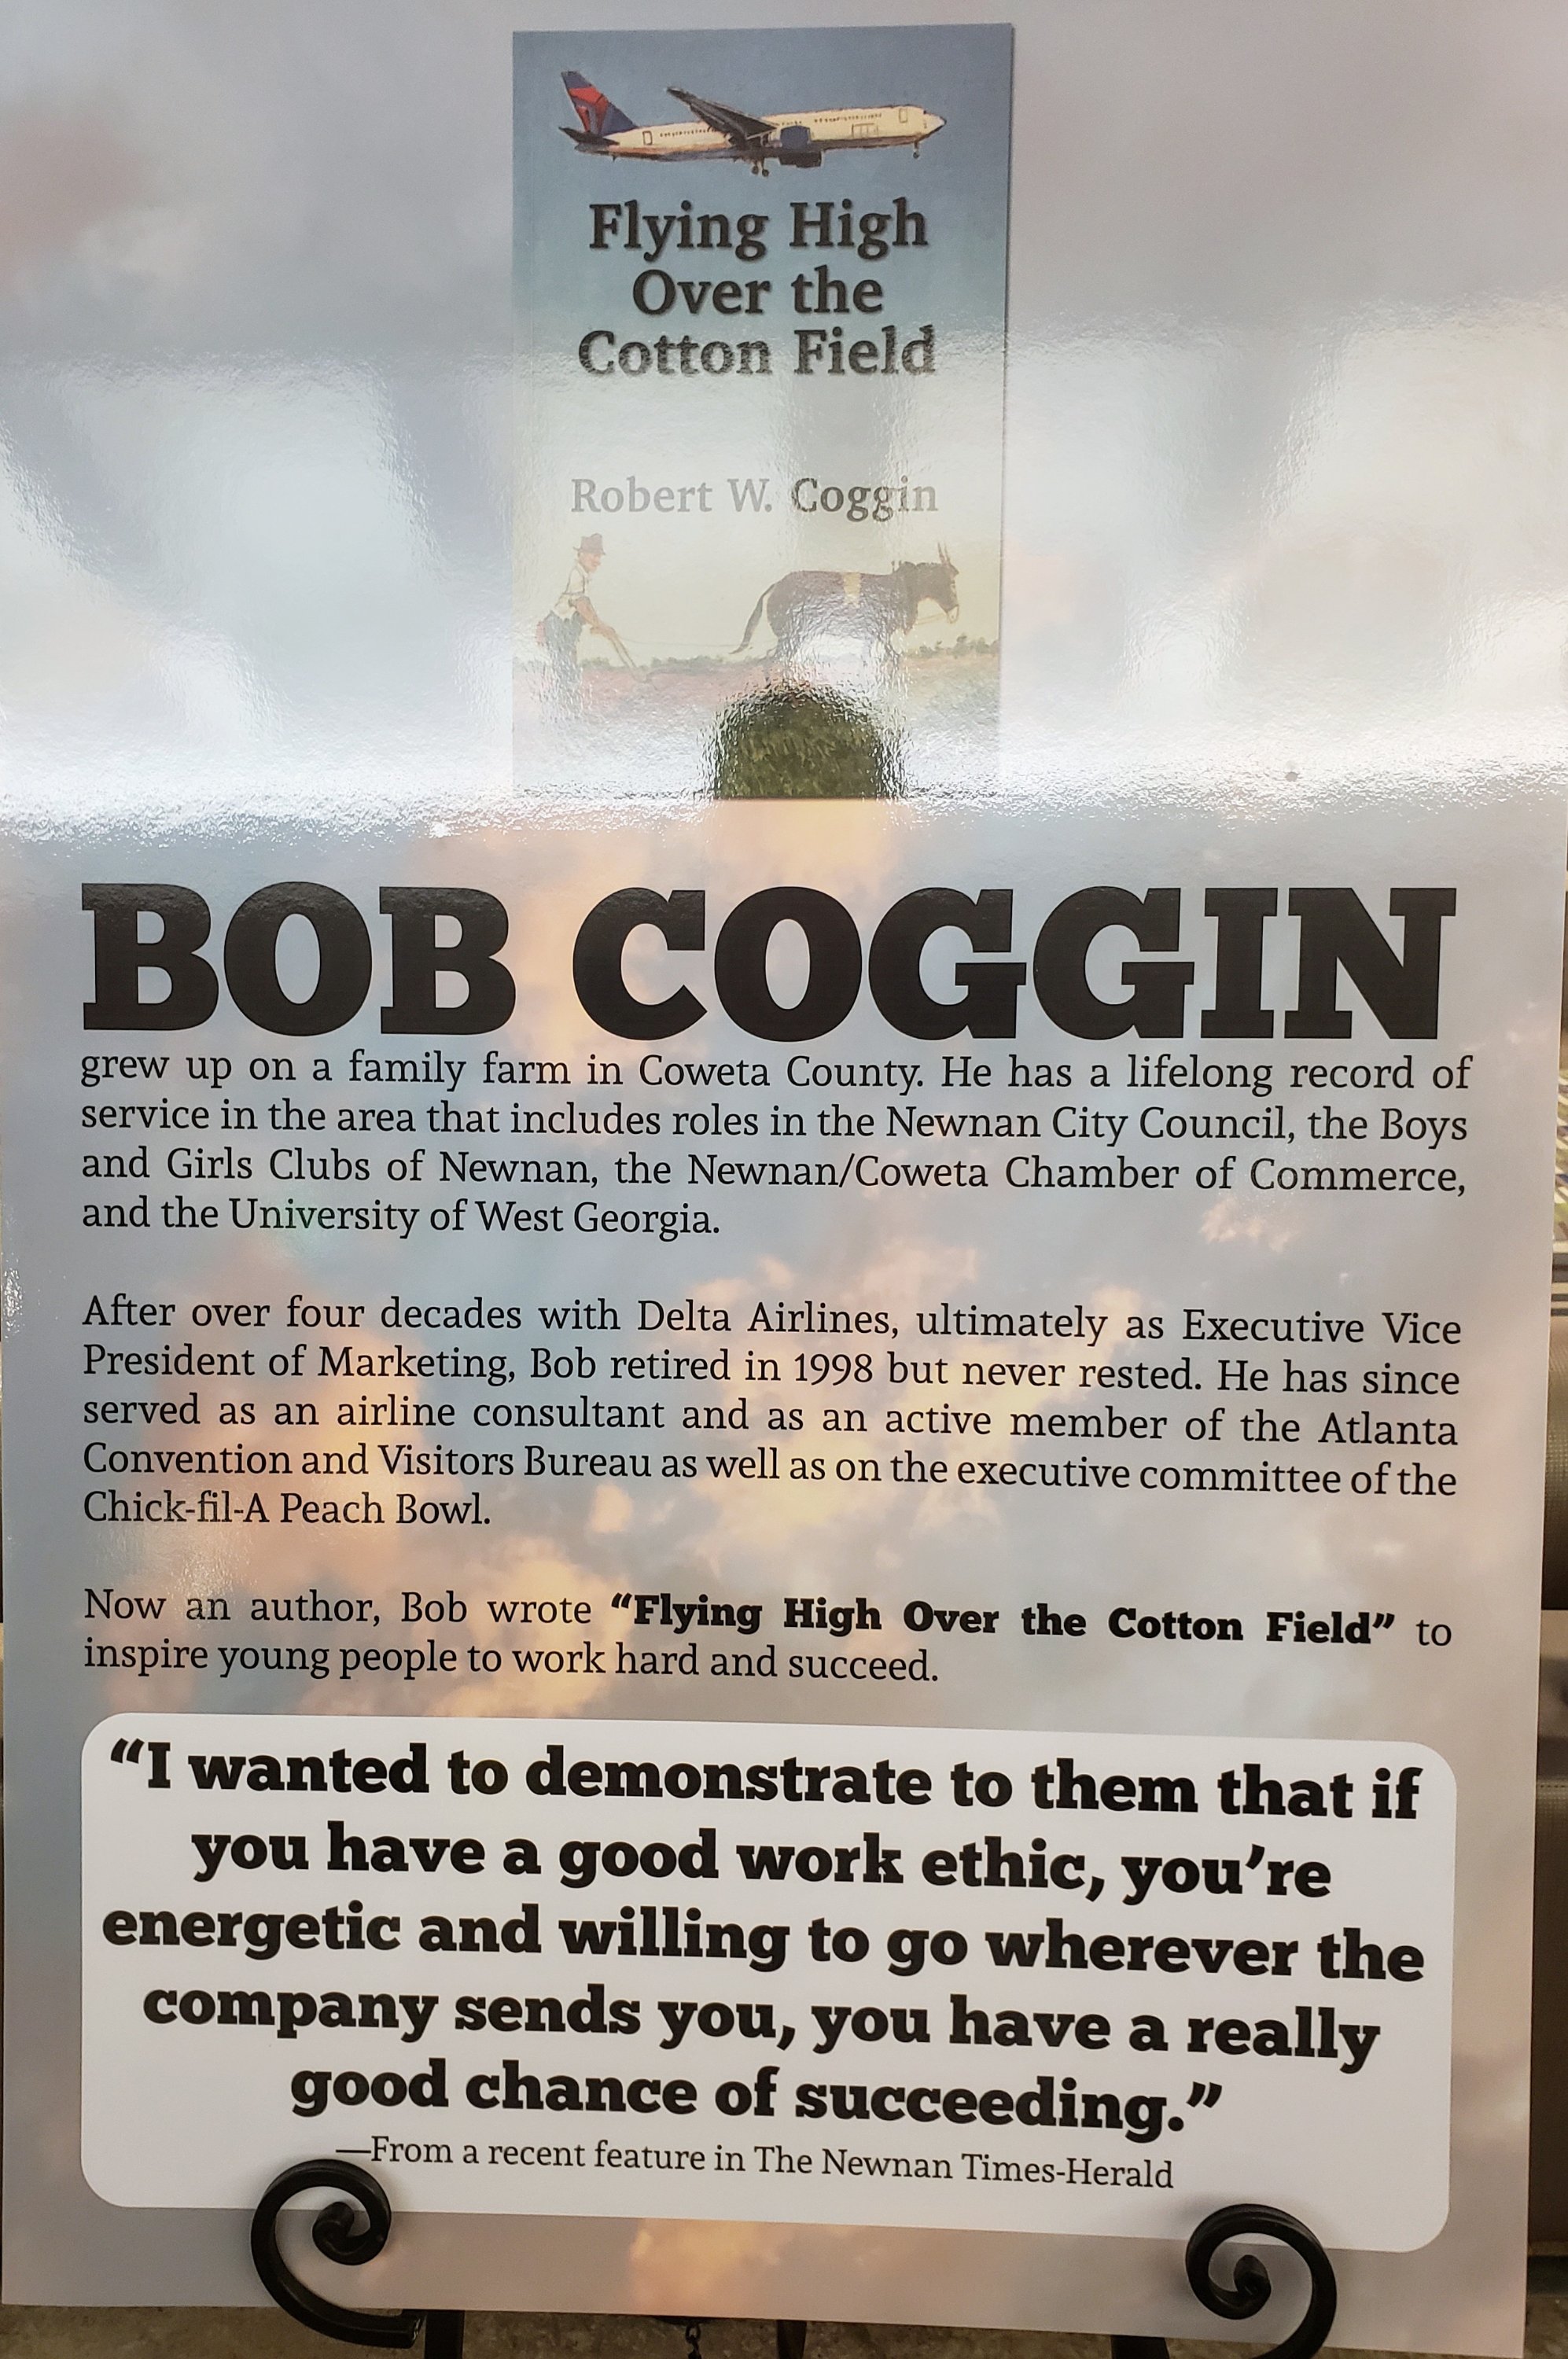 Flying High
Over the
Cotton Field
Robert W. Coggin
BOB COGGIN
grew up on a family farm in Coweta County. He has a lifelong record of
service in the area that includes roles in the Newnan City Council, the Boys
and Girls Clubs of Newnan, the Newnan/Coweta Chamber of Commerce,
and the University of West Georgia.
After over four decades with Delta Airlines, ultimately as Executive Vice
President of Marketing, Bob retired in 1998 but never rested. He has since
served as an airline consultant and as an active member of the Atlanta
Convention and Visitors Bureau as well as on the executive committee of the
Chick-fil-A Peach Bowl.
Now an author, Bob wrote “Flying High Over the Cotton Field” to
inspire young people to work hard and succeed.
“I wanted to demonstrate to them that if
you have a good work ethic, you’re
energetic and willing to go wherever the
company sends you, you have a really
good chance of succeeding.”
—From a recent feature in The Newnan Times-Herald